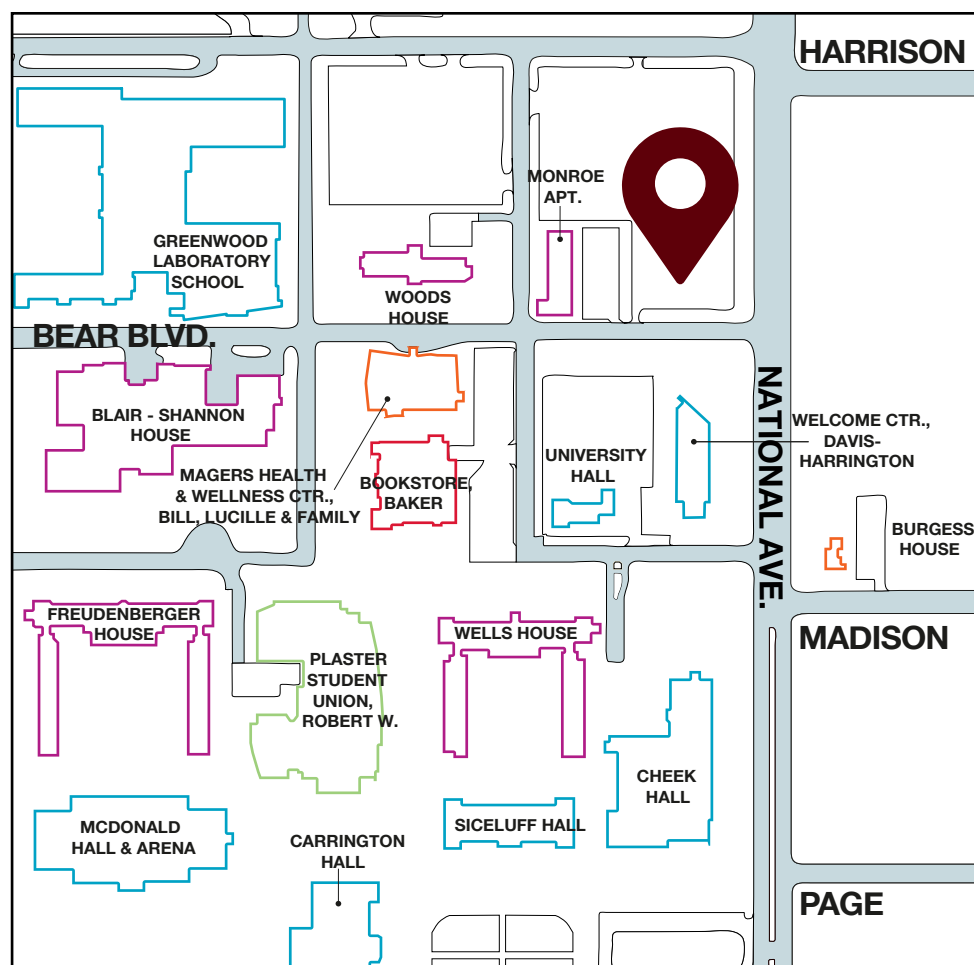 HARRISON
MONROE
APT.
GREENWOOD
LABORATORY
SCHOOL
WOODS
HOUSE
BEAR BLVD.
NATIONAL AVE.
BLAIR - SHANNON
HOUSE
WELCOME CTR.,
DAVIS-
HARRINGTON
UNIVERSITY
HALL
MAGERS HEALTH
& WELLNESS CTR.,
BILL, LUCILLE & FAMILY
BOOKSTORE,
BAKER
BURGESS
HOUSE
FREUDENBERGER
HOUSE
WELLS HOUSE
MADISON
PLASTER
STUDENT
UNION,
ROBERT W.
CHEEK
HALL
MCDONALD
HALL & ARENA
SICELUFF HALL
CARRINGTON
HALL
PAGE